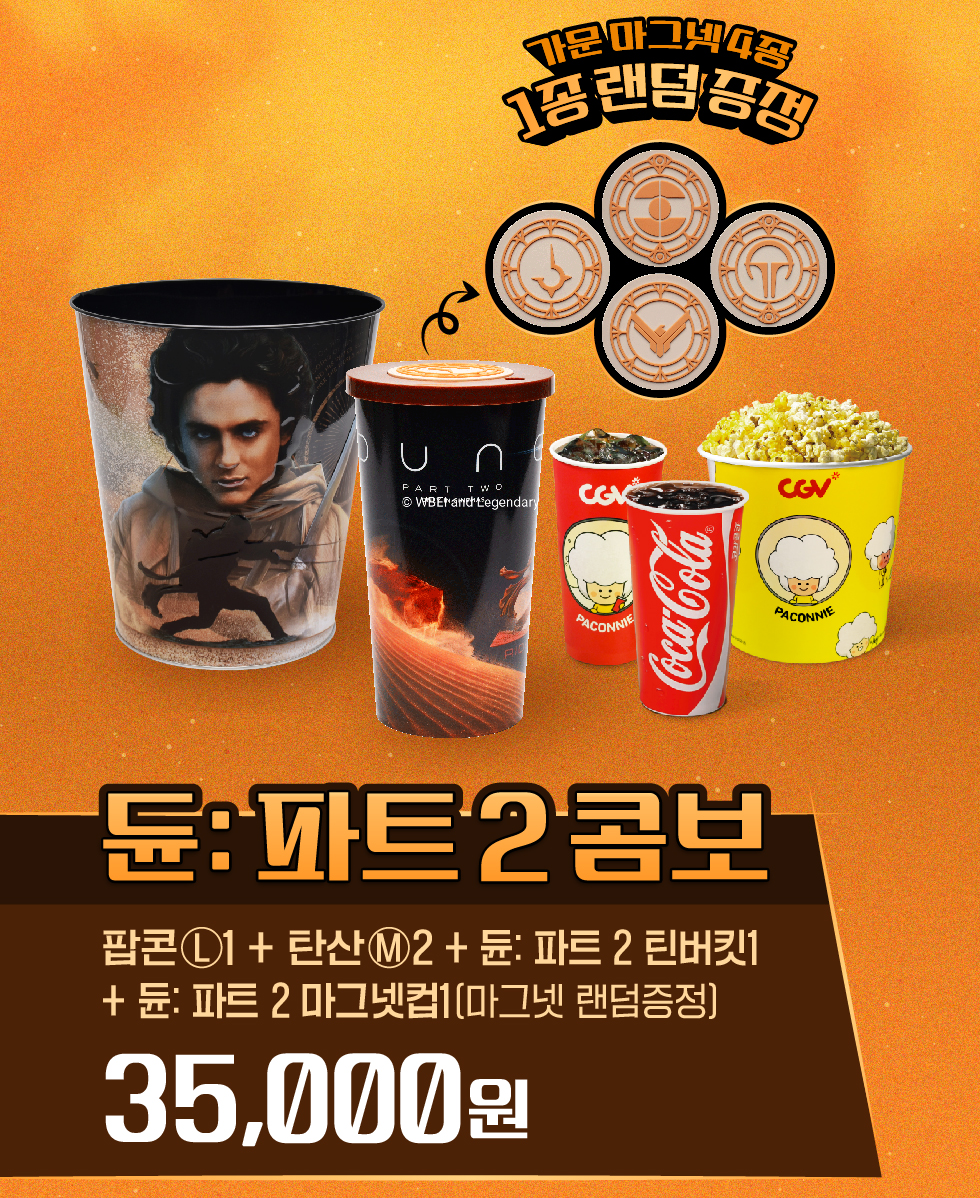 가문 마그넷 4종
1종 랜덤 증정
DUNE
PART TWO
© WBEI and Legendary
CGV
PACONNIE
Coca-Cola
CGV
PACONNIE
듄: 파트 2 콤보
팝콘Ⓛ1 + 탄산Ⓜ2 + 듄: 파트 2 틴버킷1
+ 듄: 파트 2 마그넷컵1(마그넷 랜덤증정)
35,000원